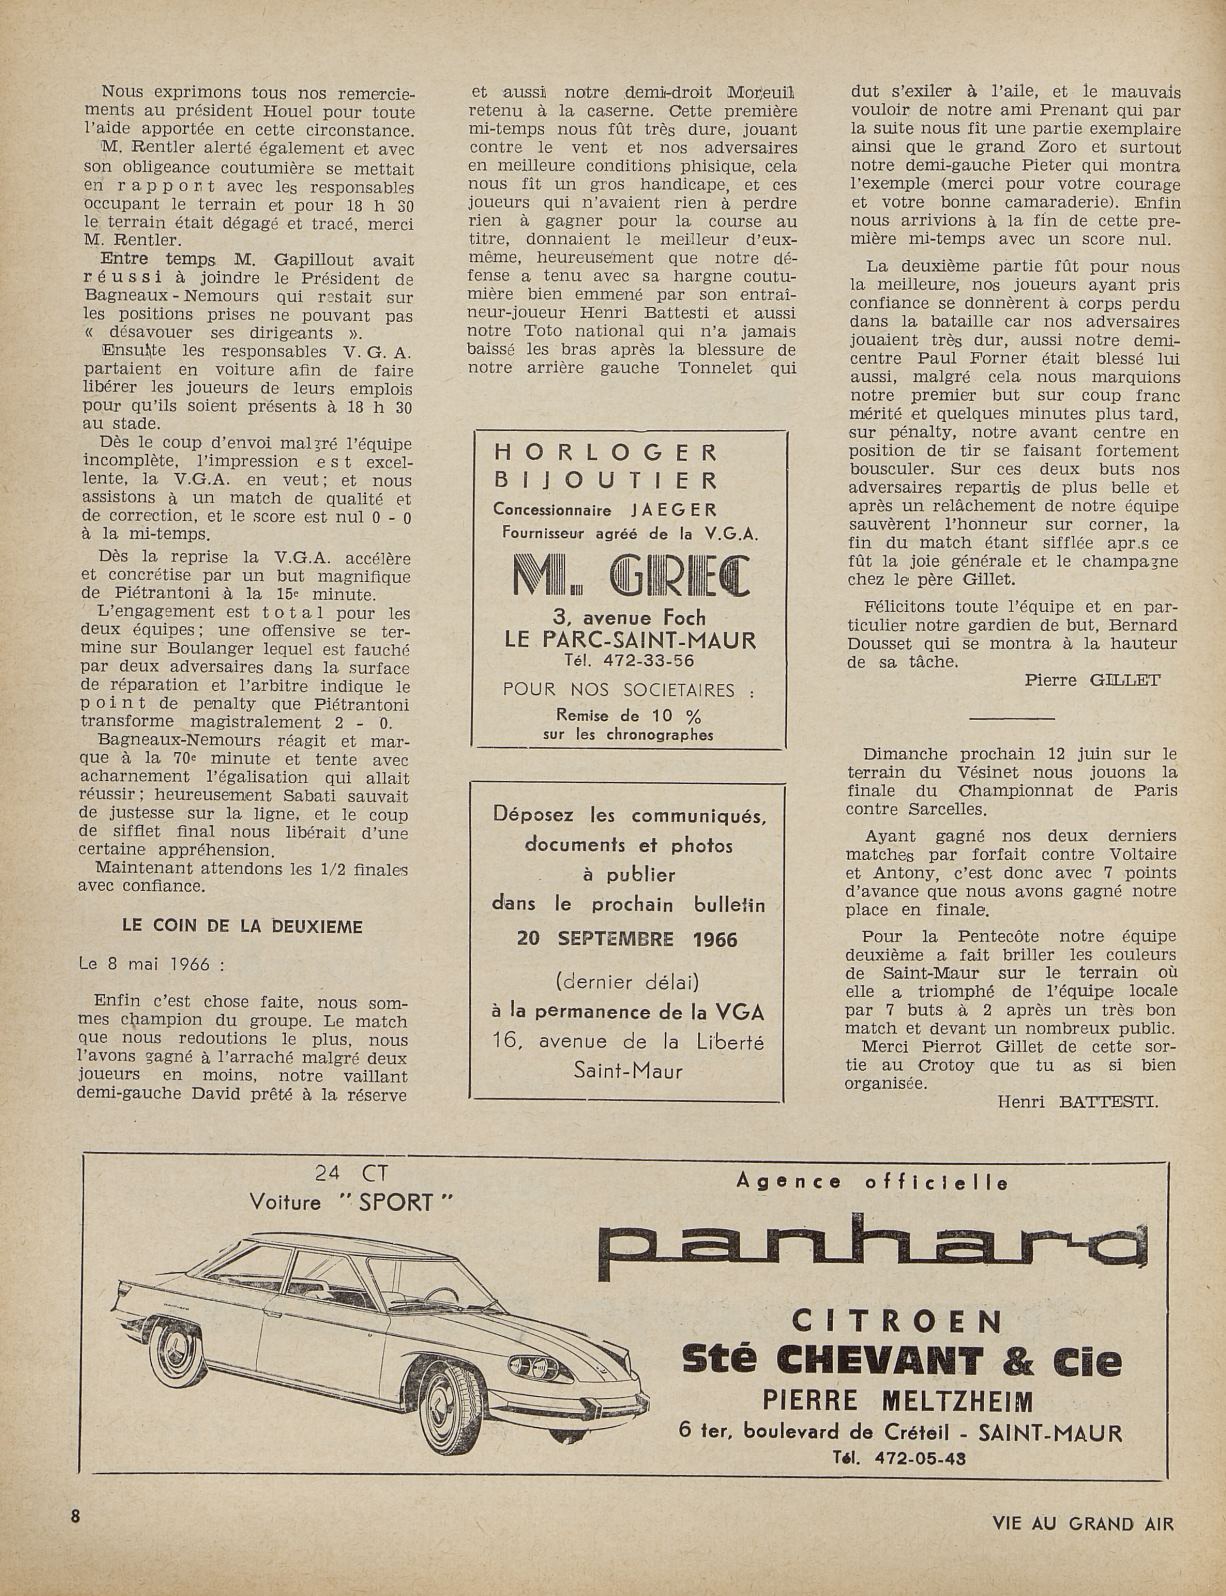 Nous exprimons tous nos remercie-
ments au président Houel pour toute
l'aide apportée en cette circonstance.
M. Rentler alerté également et avec
son obligeance coutumière se mettait
en rapport avec les responsables
occupant le terrain et pour 18 h 30
le terrain était dégagé et tracé, merci
M. Rentler.
Entre temps M. Gapillout avait
réussi à joindre le Président de
Bagneaux - Nemours qui restait sur
les positions prises ne pouvant pas
« désavouer ses dirigeants ».
Ensuite les responsables V. G. A.
partaient en voiture afin de faire
libérer les joueurs de leurs emplois
pour qu'ils soient présents à 18 h 30
au stade.
Dès le coup d'envoi malgré l'équipe
incomplète, l'impression est excel-
lente, la V.G.A. en veut ; et nous
assistons à un match de qualité et
de correction, et le score est nul 0 - 0
à la mi-temps.
Dès la reprise la V.G.A. accélère
et concrétise par un but magnifique
de Piétrantoni à la 15e minute.
L'engagement est total pour les
deux équipes ; une offensive se ter-
mine sur Boulanger lequel est fauché
par deux adversaires dans la surface
de réparation et l'arbitre indique le
point de penalty que Piétrantoni
transforme magistralement 2 - 0.
Bagneaux-Nemours réagit et mar-
que à la 70e minute et tente avec
acharnement l'égalisation qui allait
réussir ; heureusement Sabati sauvait
de justesse sur la ligne, et le coup
de sifflet final nous libérait d'une
certaine appréhension.
Maintenant attendons les 1/2 finales
avec confiance.
LE COIN DE LA DEUXIEME
Le 8 mai 1966 :
Enfin c'est chose faite, nous som-
mes champion du groupe. Le match
que nous redoutions le plus, nous
l'avons gagné à l'arraché malgré deux
joueurs en moins, notre vaillant
demi-gauche David prêté à la réserve
et aussi notre demi-droit Morieuil
retenu à la caserne. Cette première
mi-temps nous fût très dure, jouant
contre le vent et nos adversaires
en meilleure conditions phisique, cela
nous fit un gros handicape, et ces
joueurs qui n'avaient rien à perdre
rien à gagner pour la course au
titre, donnaient le meilleur d'eux-
même, heureusement que notre dé-
fense a tenu avec sa hargne coutu-
mière bien emmené par son entraî-
neur-joueur Henri Battesti et aussi
notre Toto national qui n'a jamais
baissé les bras après la blessure de
notre arrière gauche Tonnelet qui
HORLOGER
BIJOUTIER
Concessionnaire JAEGER
Fournisseur agréé de la V.G.A.
M. GREC
3, avenue Foch
LE PARC-SAINT-MAUR
Tél. 472-33-56
POUR NOS SOCIETAIRES :
Remise de 10 %
sur les chronographes
Déposez les communiqués,
documents et photos
à publier
dans le prochain bulletin
20 SEPTEMBRE 1966
(dernier délai)
à la permanence de la VGA
16, avenue de la Liberté
Saint-Maur
dut s'exiler à l'aile, et le mauvais
vouloir de notre ami Prenant qui par
la suite nous fit une partie exemplaire
ainsi que le grand Zoro et surtout
notre demi-gauche Pieter qui montra
l'exemple (merci pour votre courage
et votre bonne camaraderie). Enfin
nous arrivions à la fin de cette pre-
mière mi-temps avec un score nul.
La deuxième partie fût pour nous
la meilleure, nos joueurs ayant pris
confiance se donnèrent à corps perdu
dans la bataille car nos adversaires
jouaient très dur, aussi notre demi-
centre Paul Forner était blessé lui
aussi, malgré cela nous marquions
notre premier but sur coup franc
mérité et quelques minutes plus tard,
sur pénalty, notre avant centre en
position de tir se faisant fortement
bousculer. Sur ces deux buts nos
adversaires repartis de plus belle et
après un relâchement de notre équipe
sauvèrent l'honneur sur corner, la
fin du match étant sifflée apr.s ce
fût la joie générale et le champagne
chez le père Gillet.
Félicitons toute l'équipe et en par-
ticulier notre gardien de but, Bernard
Dousset qui se montra à la hauteur
de sa tâche.
Pierre GILLET
Dimanche prochain 12 juin sur le
terrain du Vésinet nous jouons la
finale du Championnat de Paris
contre Sarcelles.
Ayant gagné nos deux derniers
matches par forfait contre Voltaire
et Antony, c'est donc avec 7 points
d'avance que nous avons gagné notre
place en finale.
Pour la Pentecôte notre équipe
deuxième a fait briller les couleurs
de Saint-Maur sur le terrain où
elle a triomphé de l'équipe locale
par 7 buts à 2 après un très bon
match et devant un nombreux public.
Merci Pierrot Gillet de cette sor-
tie au Crotoy que tu as si bien
organisée.
Henri BATTESTI.
24 CT
Voiture "SPORT"
Agence officielle
panhard
CITROEN
Sté CHEVANT & Cie
PIERRE MELTZHEIM
6 ter, boulevard de Créteil - SAINT-MAUR
Tél. 472-05-43
8
VIE AU GRAND AIR